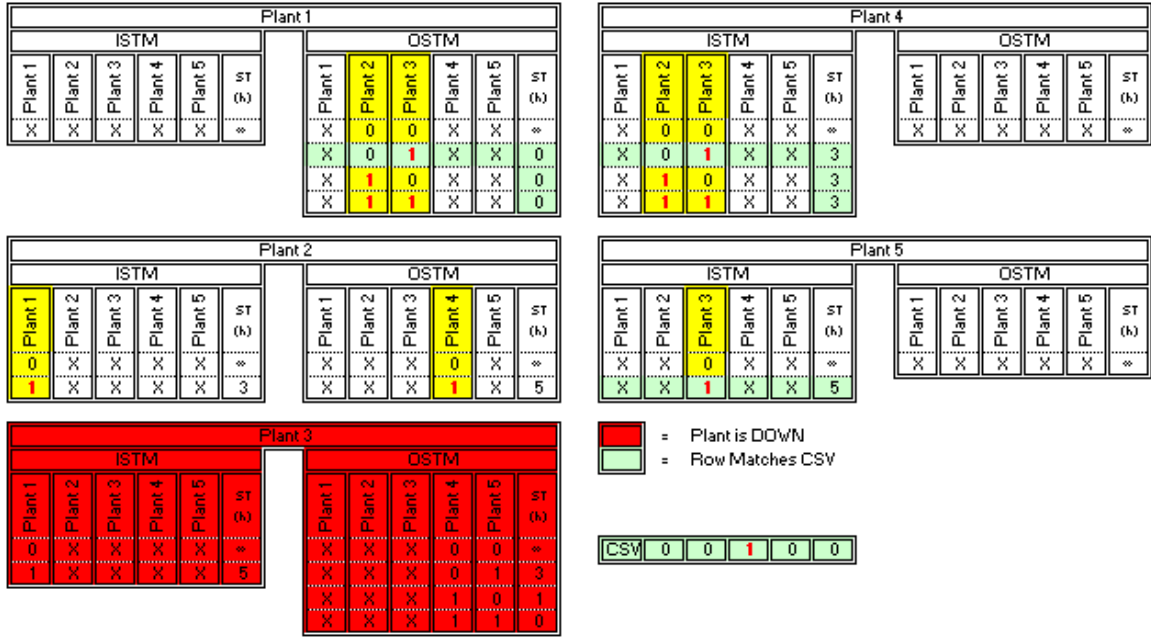 Plant 1
ISTM OSTM
Plant 1 Plant 2 Plant 3 Plant 4 Plant 5 ST (h) Plant 1 Plant 2 Plant 3 Plant 4 Plant 5 ST (h)
X X X X X ∞ X 0 0 X X ∞
X 0 1 X X 0
X 1 0 X X 0
X 1 1 X X 0
Plant 4
ISTM OSTM
Plant 1 Plant 2 Plant 3 Plant 4 Plant 5 ST (h) Plant 1 Plant 2 Plant 3 Plant 4 Plant 5 ST (h)
X 0 0 X X ∞ X X X X X ∞
X 0 1 X X 3
X 1 0 X X 3
X 1 1 X X 3
Plant 2
ISTM OSTM
Plant 1 Plant 2 Plant 3 Plant 4 Plant 5 ST (h) Plant 1 Plant 2 Plant 3 Plant 4 Plant 5 ST (h)
0 X X X X ∞ X X X 0 X ∞
1 X X X X 3 X X X 1 X 5
Plant 5
ISTM OSTM
Plant 1 Plant 2 Plant 3 Plant 4 Plant 5 ST (h) Plant 1 Plant 2 Plant 3 Plant 4 Plant 5 ST (h)
X X 0 X X ∞ X X X X X ∞
X X 1 X X 5
Plant 3
ISTM OSTM
Plant 1 Plant 2 Plant 3 Plant 4 Plant 5 ST (h) Plant 1 Plant 2 Plant 3 Plant 4 Plant 5 ST (h)
0 X X X X ∞ X X X 0 0 ∞
1 X X X X 5 X X X 0 1 3
X X X 1 0 1
X X X 1 1 0
= Plant is DOWN
= Row Matches CSV
CSV 0 0 1 0 0